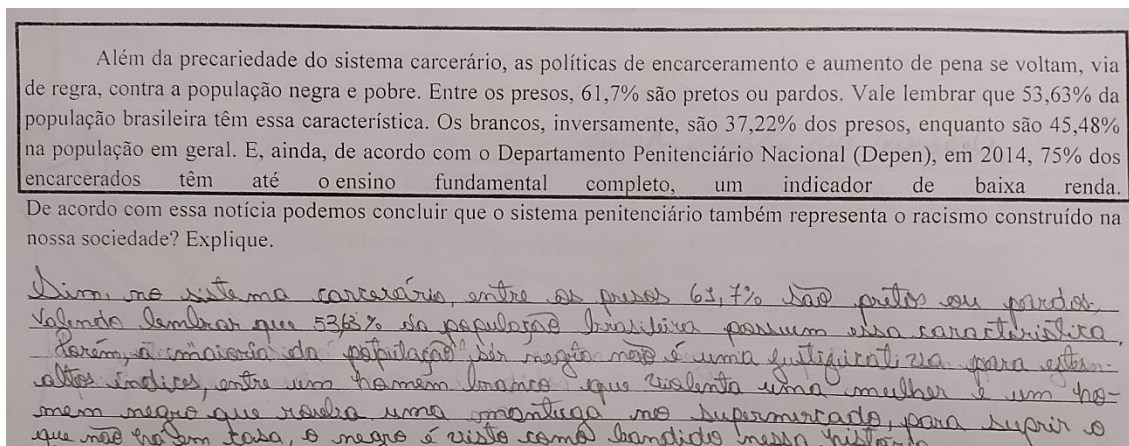 Além da precariedade do sistema carcerário, as políticas de encarceramento e aumento de pena se voltam, via
de regra, contra a população negra e pobre. Entre os presos, 61,7% são pretos ou pardos. Vale lembrar que 53,63% da
população brasileira têm essa característica. Os brancos, inversamente, são 37,22% dos presos, enquanto são 45,48%
na população em geral. E, ainda, de acordo com o Departamento Penitenciário Nacional (Depen), em 2014, 75% dos
encarcerados têm até o ensino fundamental completo, um indicador de baixa renda.
De acordo com essa notícia podemos concluir que o sistema penitenciário também representa o racismo construído na
nossa sociedade? Explique.
Sim, no sistema carcerário, entre os presos 61,7% são pretos ou pardos,
Valendo lembrar que 53,63% da população brasileira possuem essa característica.
Porém, a maioria da população ser negra não é uma justificativa para estes
altos índices, entre um homem branco que violenta uma mulher e um ho-
mem negro que rouba uma manteiga no supermercado, para suprir o
que não há em casa, o negro é visto como bandido nessa história